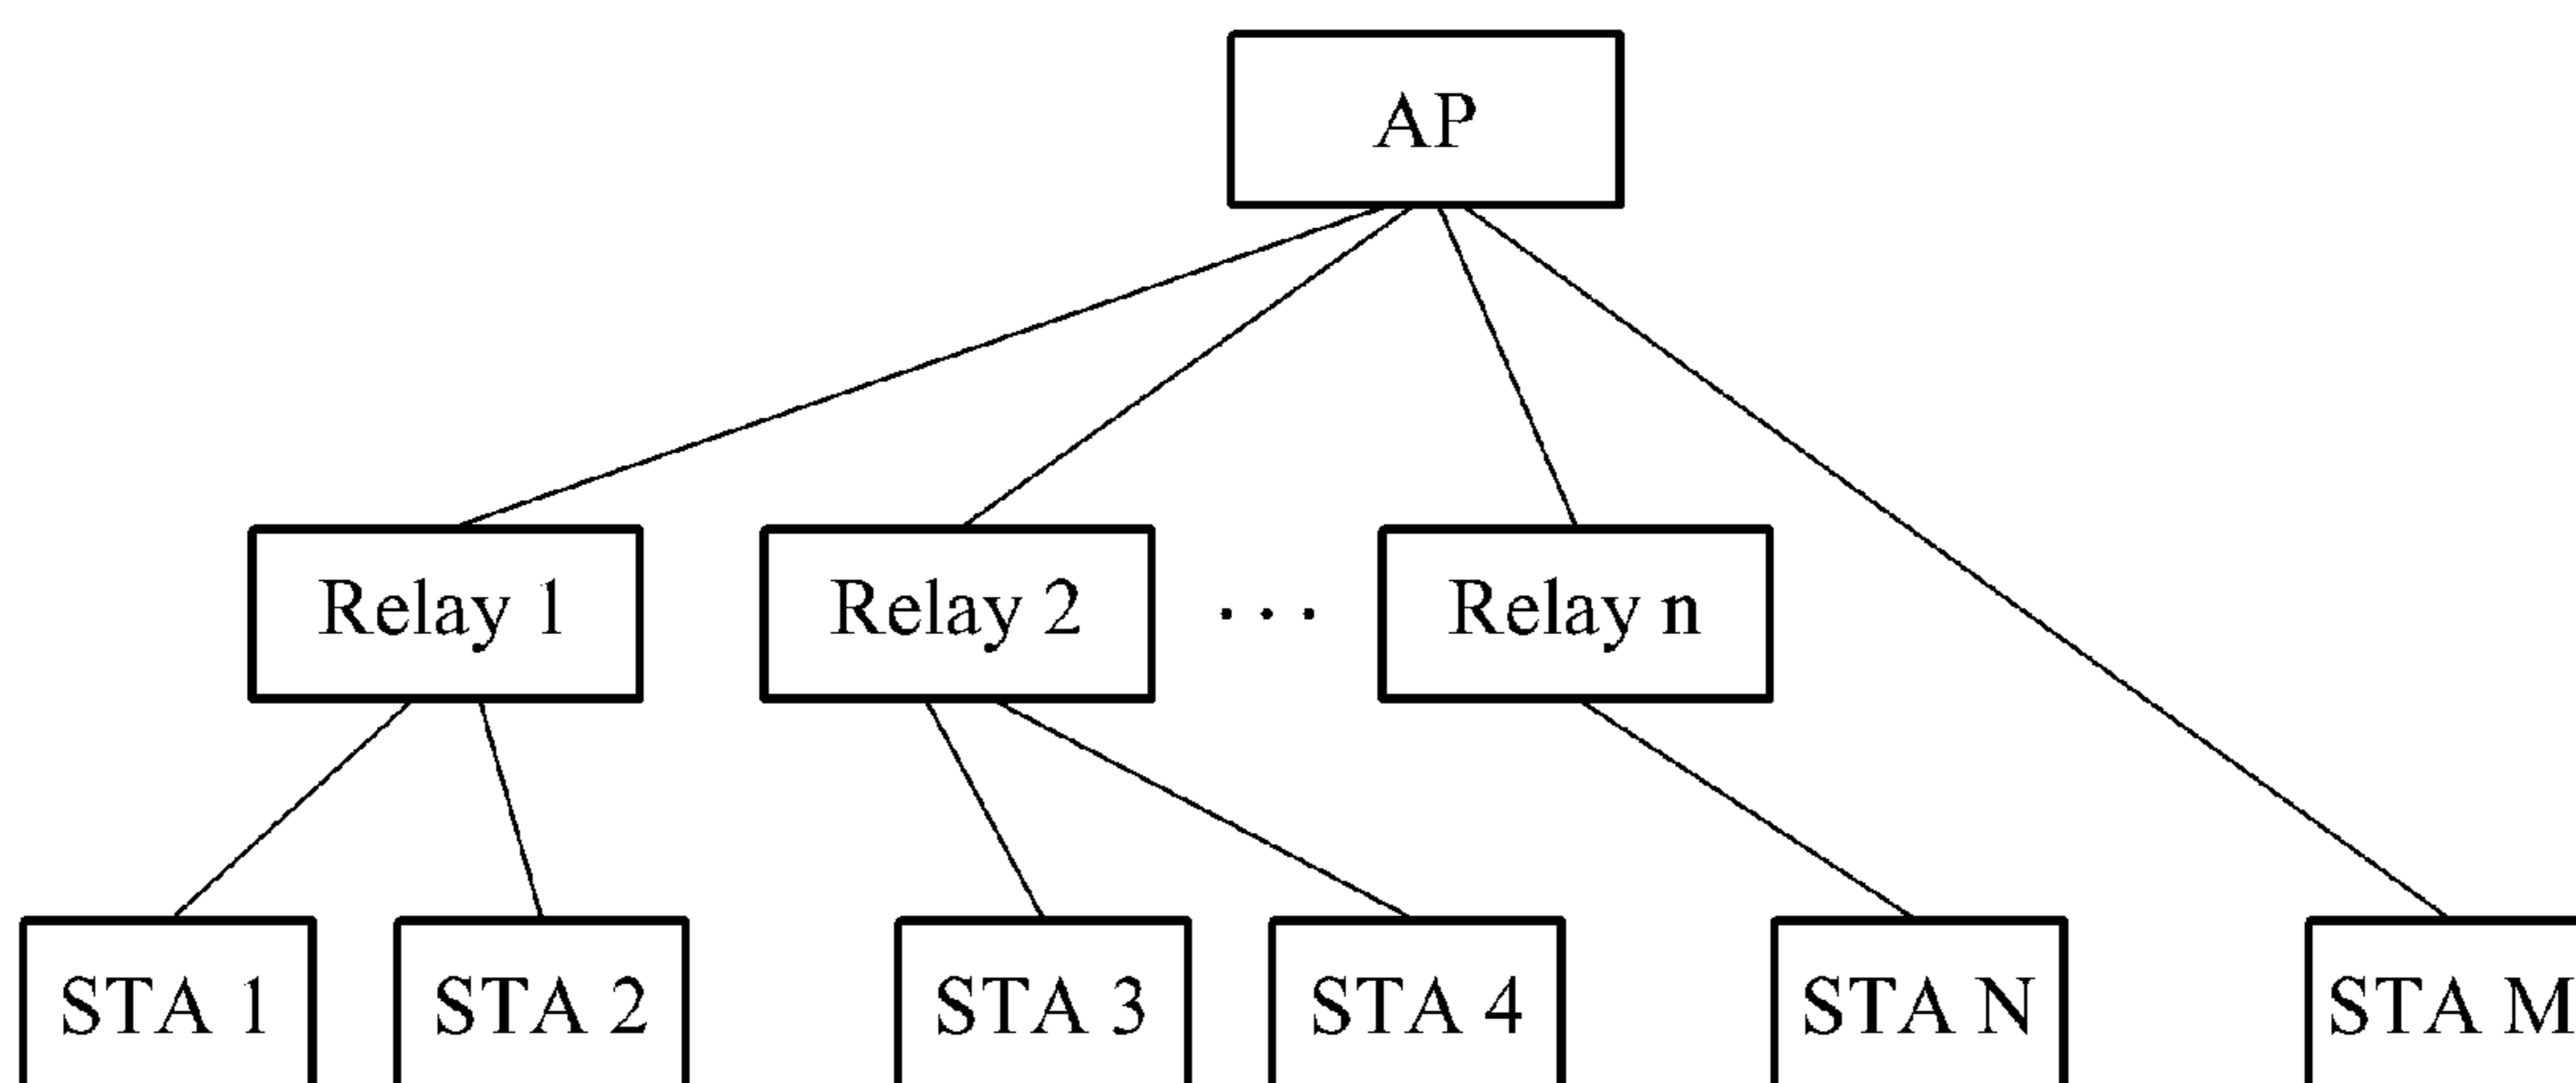 AP
Relay 1
Relay 2
. . .
Relay n
STA 1
STA 2
STA 3
STA 4
STA N
STA M